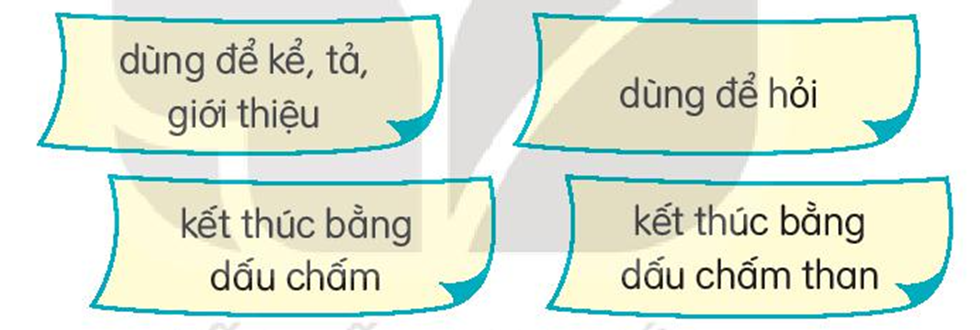 dùng để kể, tả,
giới thiệu
dùng để hỏi
kết thúc bằng
dấu chấm
kết thúc bằng
dấu chấm than